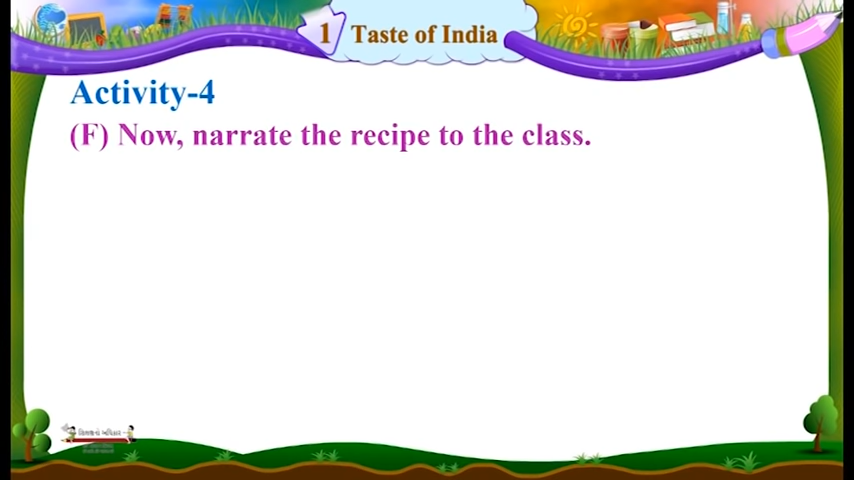 1 Taste of India
Activity-4
(F) Now, narrate the recipe to the class.